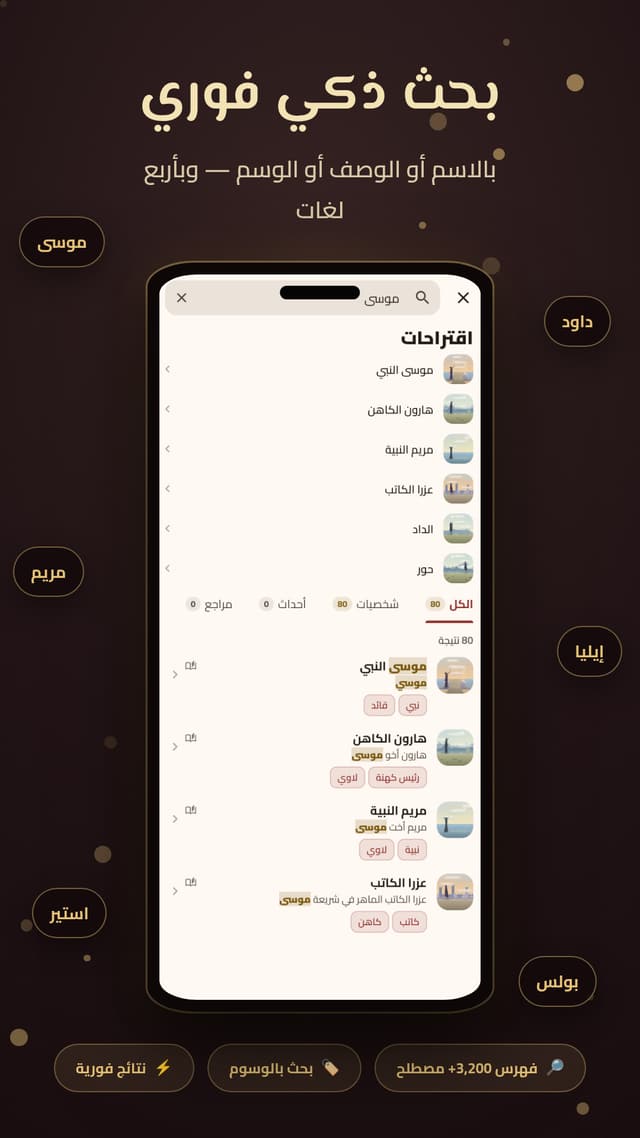 بحث ذكي فوري
بالاسم أو الوصف أو الوسم — وبأربع
لغات
موسى
داود
موسى
اقتراحات
موسى النبي
هارون الكاهن
مريم النبية
عزرا الكاتب
الداد
حور
مريم
الكل 80 شخصيات 80 أحداث 0 مراجع 0
80 نتيجة
إيليا
موسى النبي
موسي
نبي قائد
هارون الكاهن
هارون أخو موسى
رئيس كهنة لاوي
مريم النبية
مريم أخت موسى
نبية لاوي
عزرا الكاتب
عزرا الكاتب الماهر في شريعة موسى
كاتب كاهن
استير
بولس
فهرس 3,200+ مصطلح
بحث بالوسوم
نتائج فورية